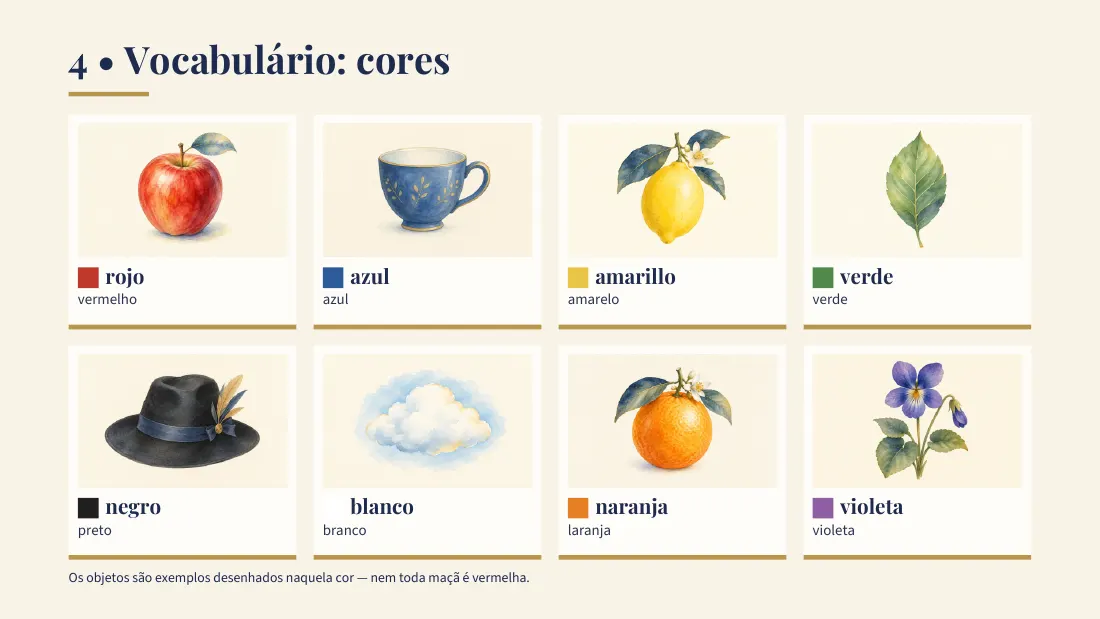 4 • Vocabulário: cores
rojo
vermelho
azul
azul
amarillo
amarelo
verde
verde
negro
preto
blanco
branco
naranja
laranja
violeta
violeta
Os objetos são exemplos desenhados naquela cor — nem toda maçã é vermelha.